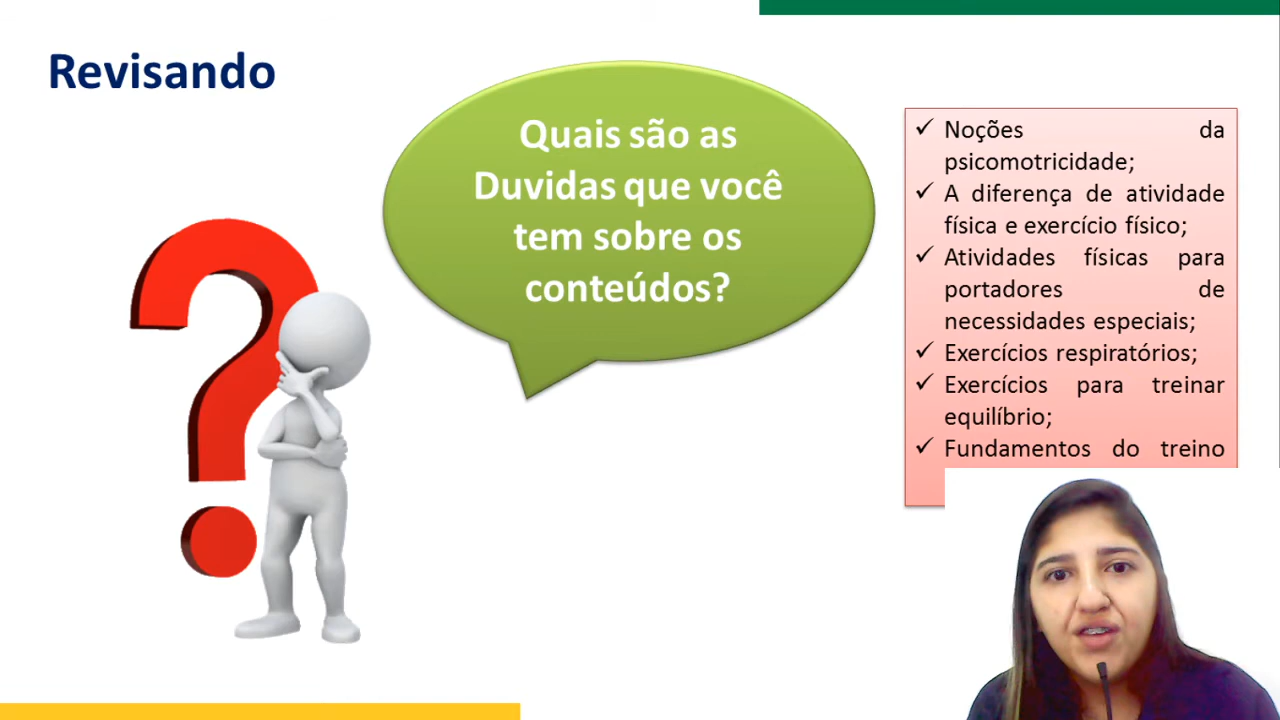 Revisando
Quais são as
Duvidas que você
tem sobre os
conteúdos?
✓ Noções da
psicomotricidade;
✓ A diferença de atividade
física e exercício físico;
✓ Atividades físicas para
portadores de
necessidades especiais;
✓ Exercícios respiratórios;
✓ Exercícios para treinar
equilíbrio;
✓ Fundamentos do treino